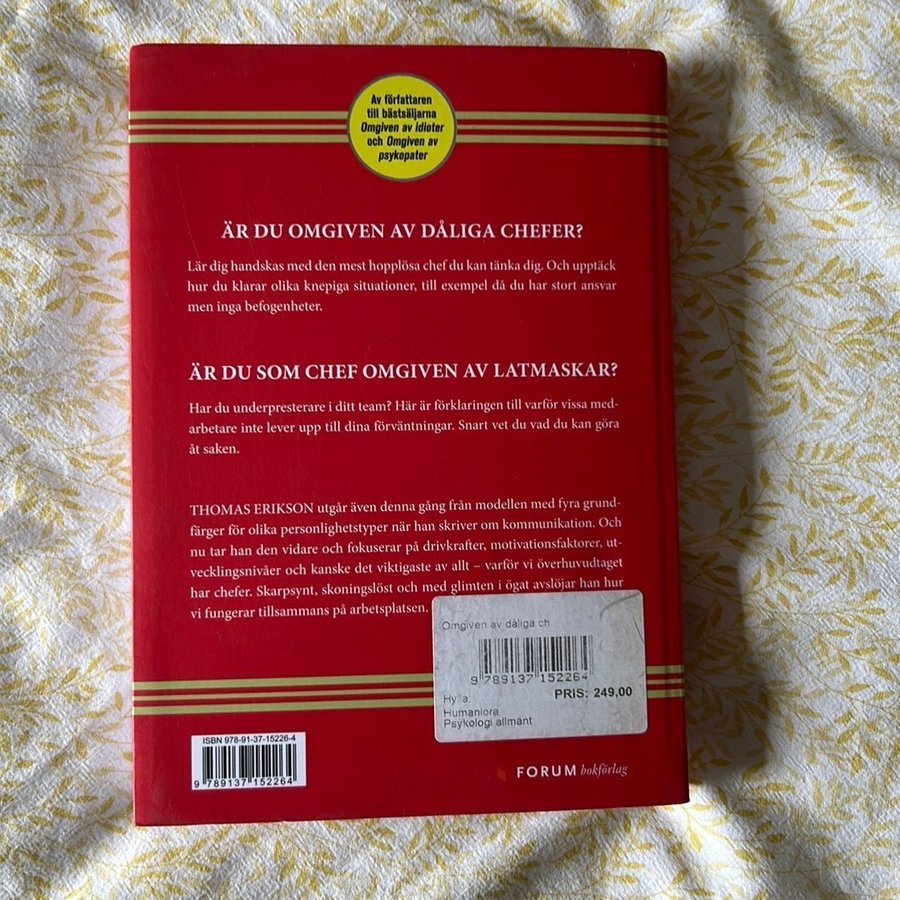 Av författaren
till bästsäljarna
Omgiven av idioter
och Omgiven av
psykopater
ÄR DU OMGIVEN AV DÅLIGA CHEFER?
Lär dig handskas med den mest hopplösa chef du kan tänka dig. Och upptäck
hur du klarar olika knepiga situationer, till exempel då du har stort ansvar
men inga befogenheter.
ÄR DU SOM CHEF OMGIVEN AV LATMASKAR?
Har du underpresterare i ditt team? Här är förklaringen till varför vissa med-
arbetare inte lever upp till dina förväntningar. Snart vet du vad du kan göra
åt saken.
THOMAS ERIKSON utgår även denna gång från modellen med fyra grund-
färger för olika personlighetstyper när han skriver om kommunikation. Och
nu tar han den vidare och fokuserar på drivkrafter, motivationsfaktorer, ut-
vecklingsnivåer och kanske det viktigaste av allt – varför vi överhuvudtaget
har chefer. Skarpsynt, skoningslöst och med glimten i ögat avslöjar han hur
vi fungerar tillsammans på arbetsplatsen.
Omgiven av dåliga ch
9 789137 152264
Hylla: PRIS: 249,00
Humaniora
Psykologi allmänt
ISBN 978-91-37-15226-4
9 789137 152264
FORUM bokförlag